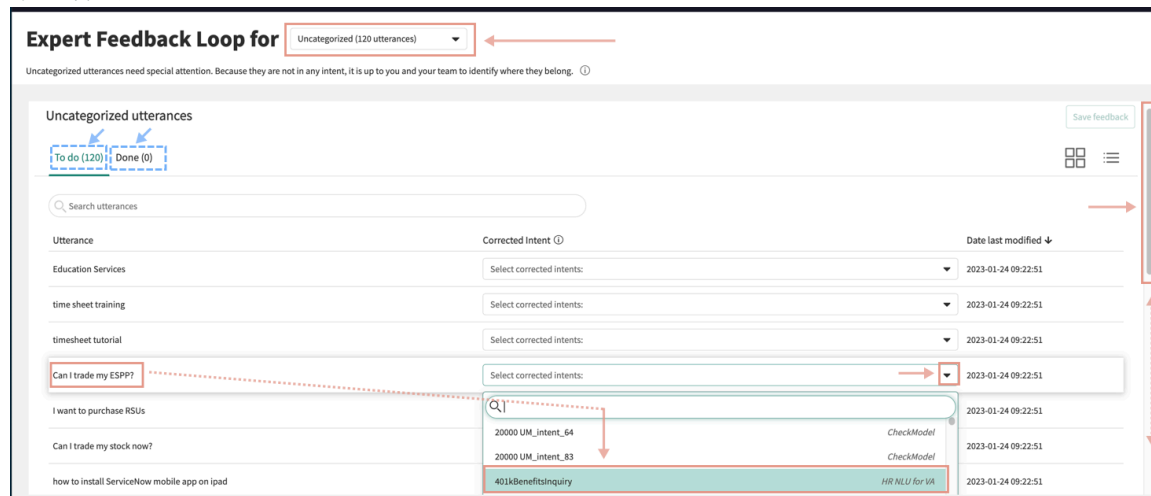 Expert Feedback Loop for Uncategorized (120 utterances)
Uncategorized utterances need special attention. Because they are not in any intent, it is up to you and your team to identify where they belong.
Uncategorized utterances
Save feedback
To do (120) Done (0)
Search utterances
Utterance Corrected Intent Date last modified
Education Services Select corrected intents: 2023-01-24 09:22:51
time sheet training Select corrected intents: 2023-01-24 09:22:51
timesheet tutorial Select corrected intents: 2023-01-24 09:22:51
Can I trade my ESPP? Select corrected intents: 2023-01-24 09:22:51
I want to purchase RSUs 2023-01-24 09:22:51
20000 UM_intent_64 CheckModel
Can I trade my stock now? 2023-01-24 09:22:51
20000 UM_intent_83 CheckModel
how to install ServiceNow mobile app on ipad 401kBenefitsInquiry HR NLU for VA 2023-01-24 09:22:51